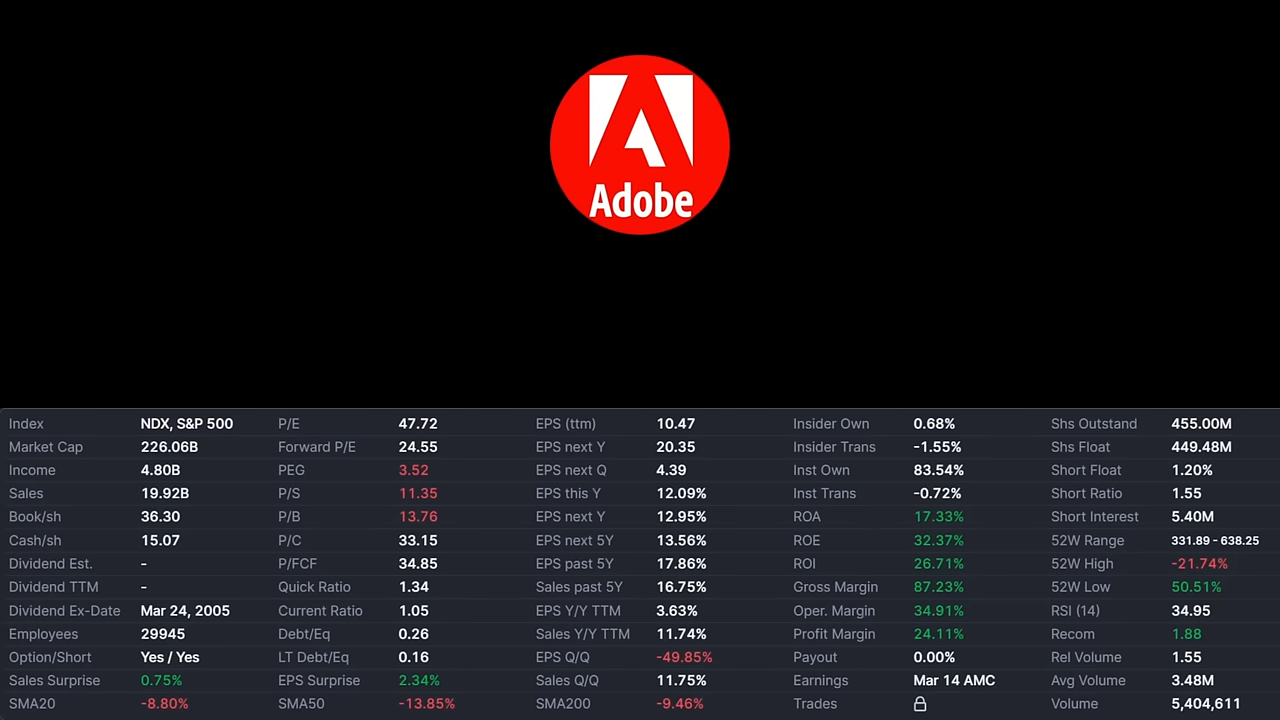 Adobe
Index NDX, S&P 500 P/E 47.72 EPS (ttm) 10.47 Insider Own 0.68% Shs Outstand 455.00M
Market Cap 226.06B Forward P/E 24.55 EPS next Y 20.35 Insider Trans -1.55% Shs Float 449.48M
Income 4.80B PEG 3.52 EPS next Q 4.39 Inst Own 83.54% Short Float 1.20%
Sales 19.92B P/S 11.35 EPS this Y 12.09% Inst Trans -0.72% Short Ratio 1.55
Book/sh 36.30 P/B 13.76 EPS next Y 12.95% ROA 17.33% Short Interest 5.40M
Cash/sh 15.07 P/C 33.15 EPS next 5Y 13.56% ROE 32.37% 52W Range 331.89 - 638.25
Dividend Est. - P/FCF 34.85 EPS past 5Y 17.86% ROI 26.71% 52W High -21.74%
Dividend TTM - Quick Ratio 1.34 Sales past 5Y 16.75% Gross Margin 87.23% 52W Low 50.51%
Dividend Ex-Date Mar 24, 2005 Current Ratio 1.05 EPS Y/Y TTM 3.63% Oper. Margin 34.91% RSI (14) 34.95
Employees 29945 Debt/Eq 0.26 Sales Y/Y TTM 11.74% Profit Margin 24.11% Recom 1.88
Option/Short Yes / Yes LT Debt/Eq 0.16 EPS Q/Q -49.85% Payout 0.00% Rel Volume 1.55
Sales Surprise 0.75% EPS Surprise 2.34% Sales Q/Q 11.75% Earnings Mar 14 AMC Avg Volume 3.48M
SMA20 -8.80% SMA50 -13.85% SMA200 -9.46% Trades Volume 5,404,611